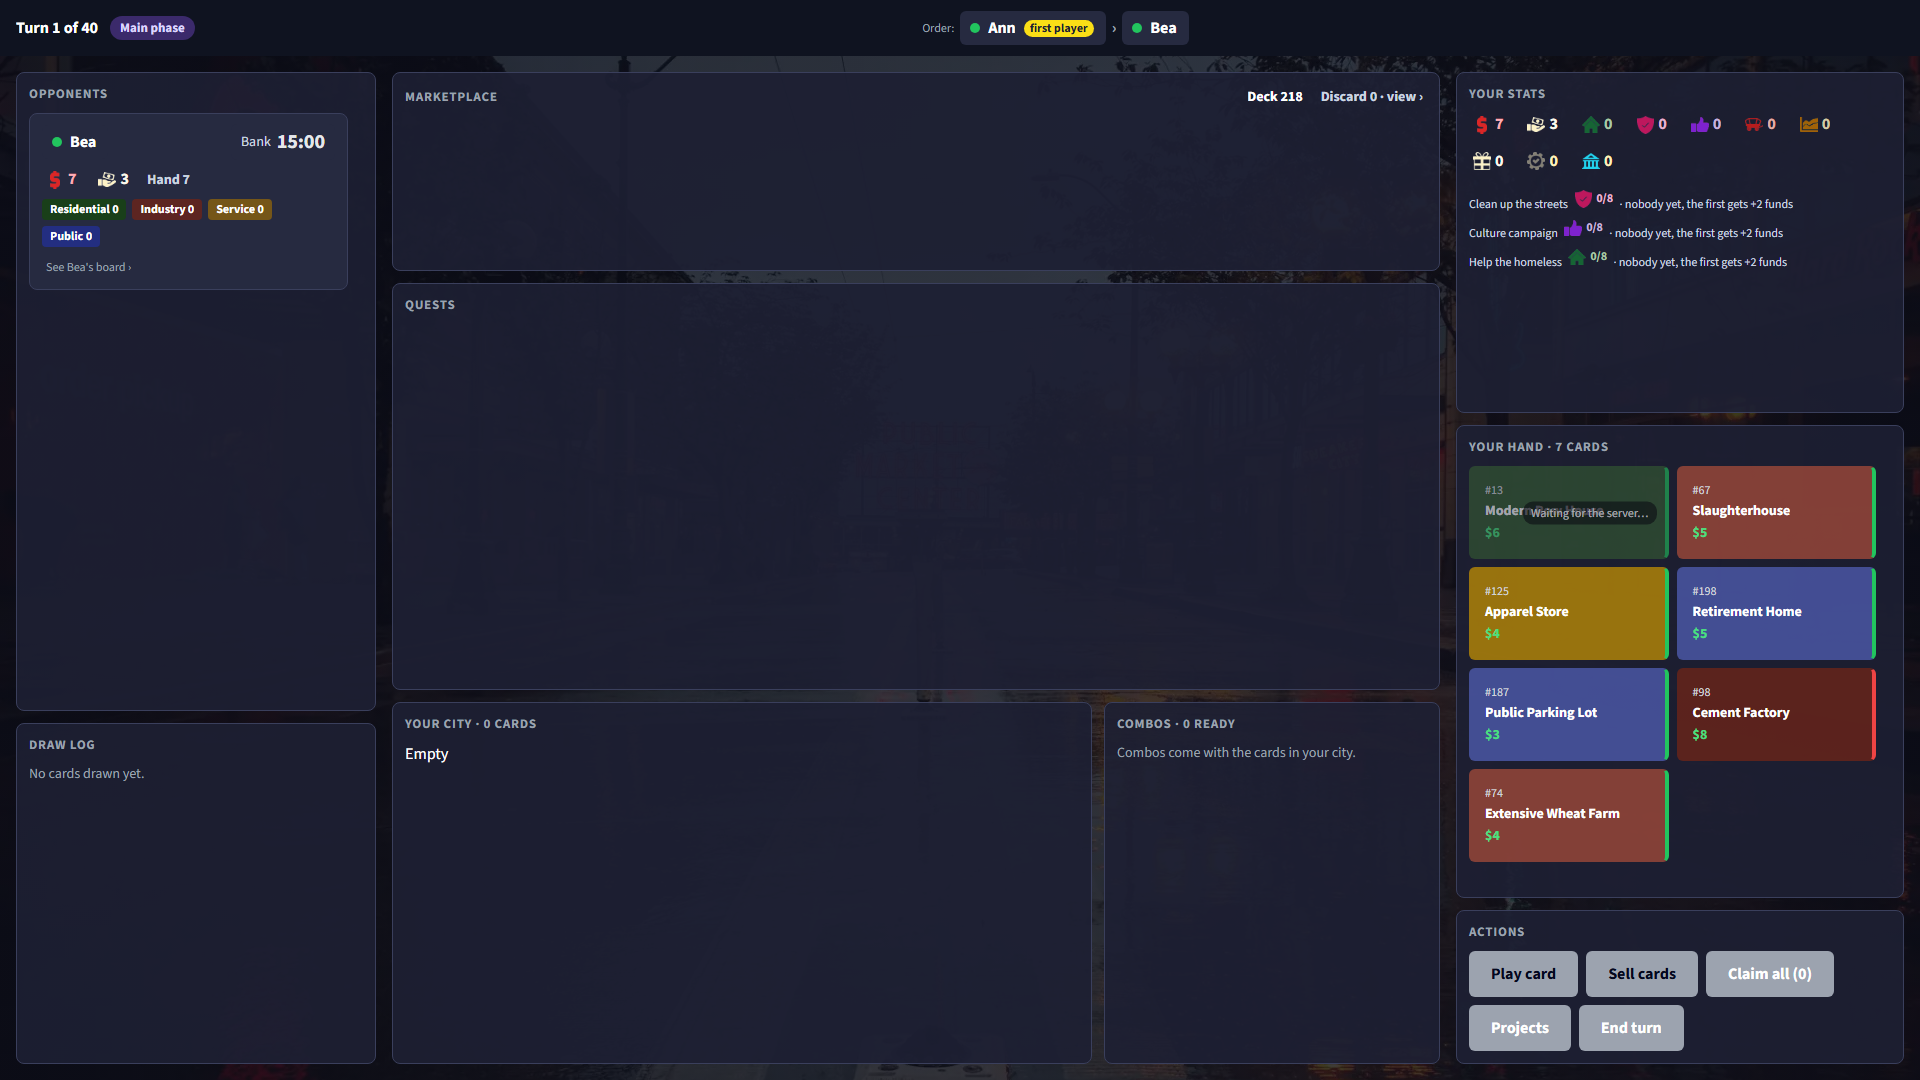 Turn 1 of 40
Main phase
Order:
Ann
first player
›
Bea
OPPONENTS
Bea
Bank 15:00
7
3
Hand 7
Residential 0
Industry 0
Service 0
Public 0
See Bea's board ›
DRAW LOG
No cards drawn yet.
MARKETPLACE
Deck 218
Discard 0 · view ›
QUESTS
YOUR CITY · 0 CARDS
Empty
COMBOS · 0 READY
Combos come with the cards in your city.
YOUR STATS
7
3
0
0
0
0
0
0
0
0
Clean up the streets 0/8 · nobody yet, the first gets +2 funds
Culture campaign 0/8 · nobody yet, the first gets +2 funds
Help the homeless 0/8 · nobody yet, the first gets +2 funds
YOUR HAND · 7 CARDS
#13
Modern
Waiting for the server...
$6
#67
Slaughterhouse
$5
#125
Apparel Store
$4
#198
Retirement Home
$5
#187
Public Parking Lot
$3
#98
Cement Factory
$8
#74
Extensive Wheat Farm
$4
ACTIONS
Play card
Sell cards
Claim all (0)
Projects
End turn